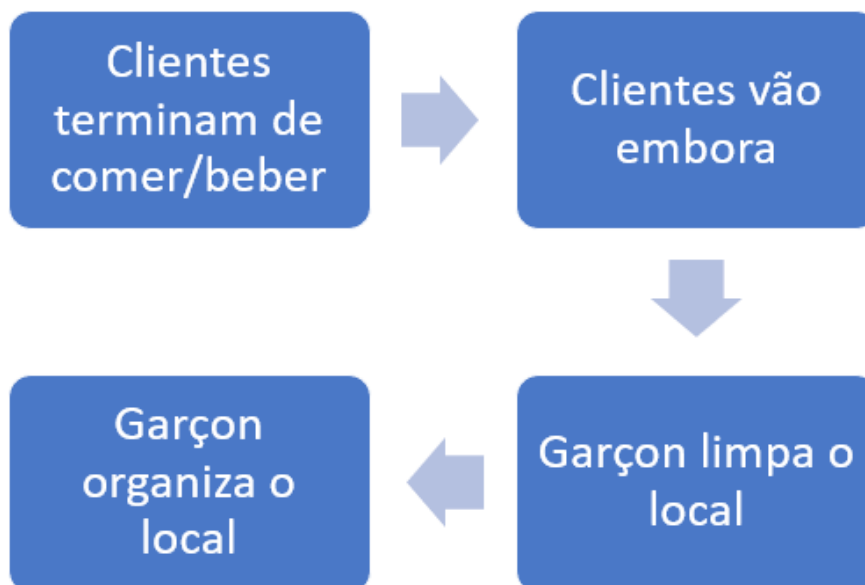 Clientes
terminam de
comer/beber
Clientes vão
embora
Garçon limpa o
local
Garçon
organiza o
local